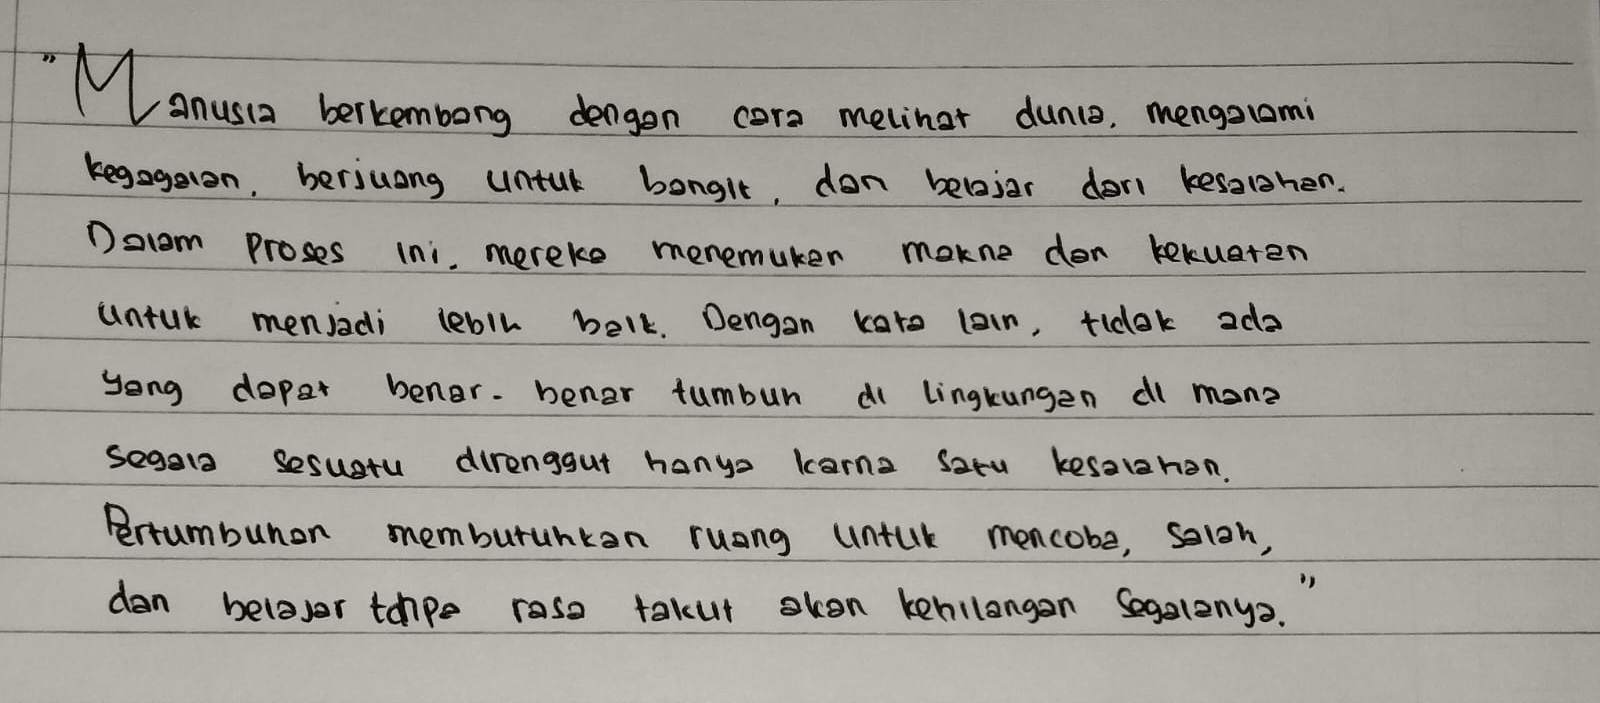 "Manusia berkembang dengan cara melihat dunia, mengalami
kegagalan, berjuang untuk bangit, dan belajar dari kesalahan.
Dalam proses ini, mereka menemukan makna dan kekuatan
untuk menjadi lebih baik. Dengan kata lain, tidak ada
yang dapat benar-benar tumbuh di lingkungan di mana
segala sesuatu direnggut hanya karna satu kesalahan.
Pertumbuhan membutuhkan ruang untuk mencoba, salah,
dan belajar tanpa rasa takut akan kehilangan segalanya."